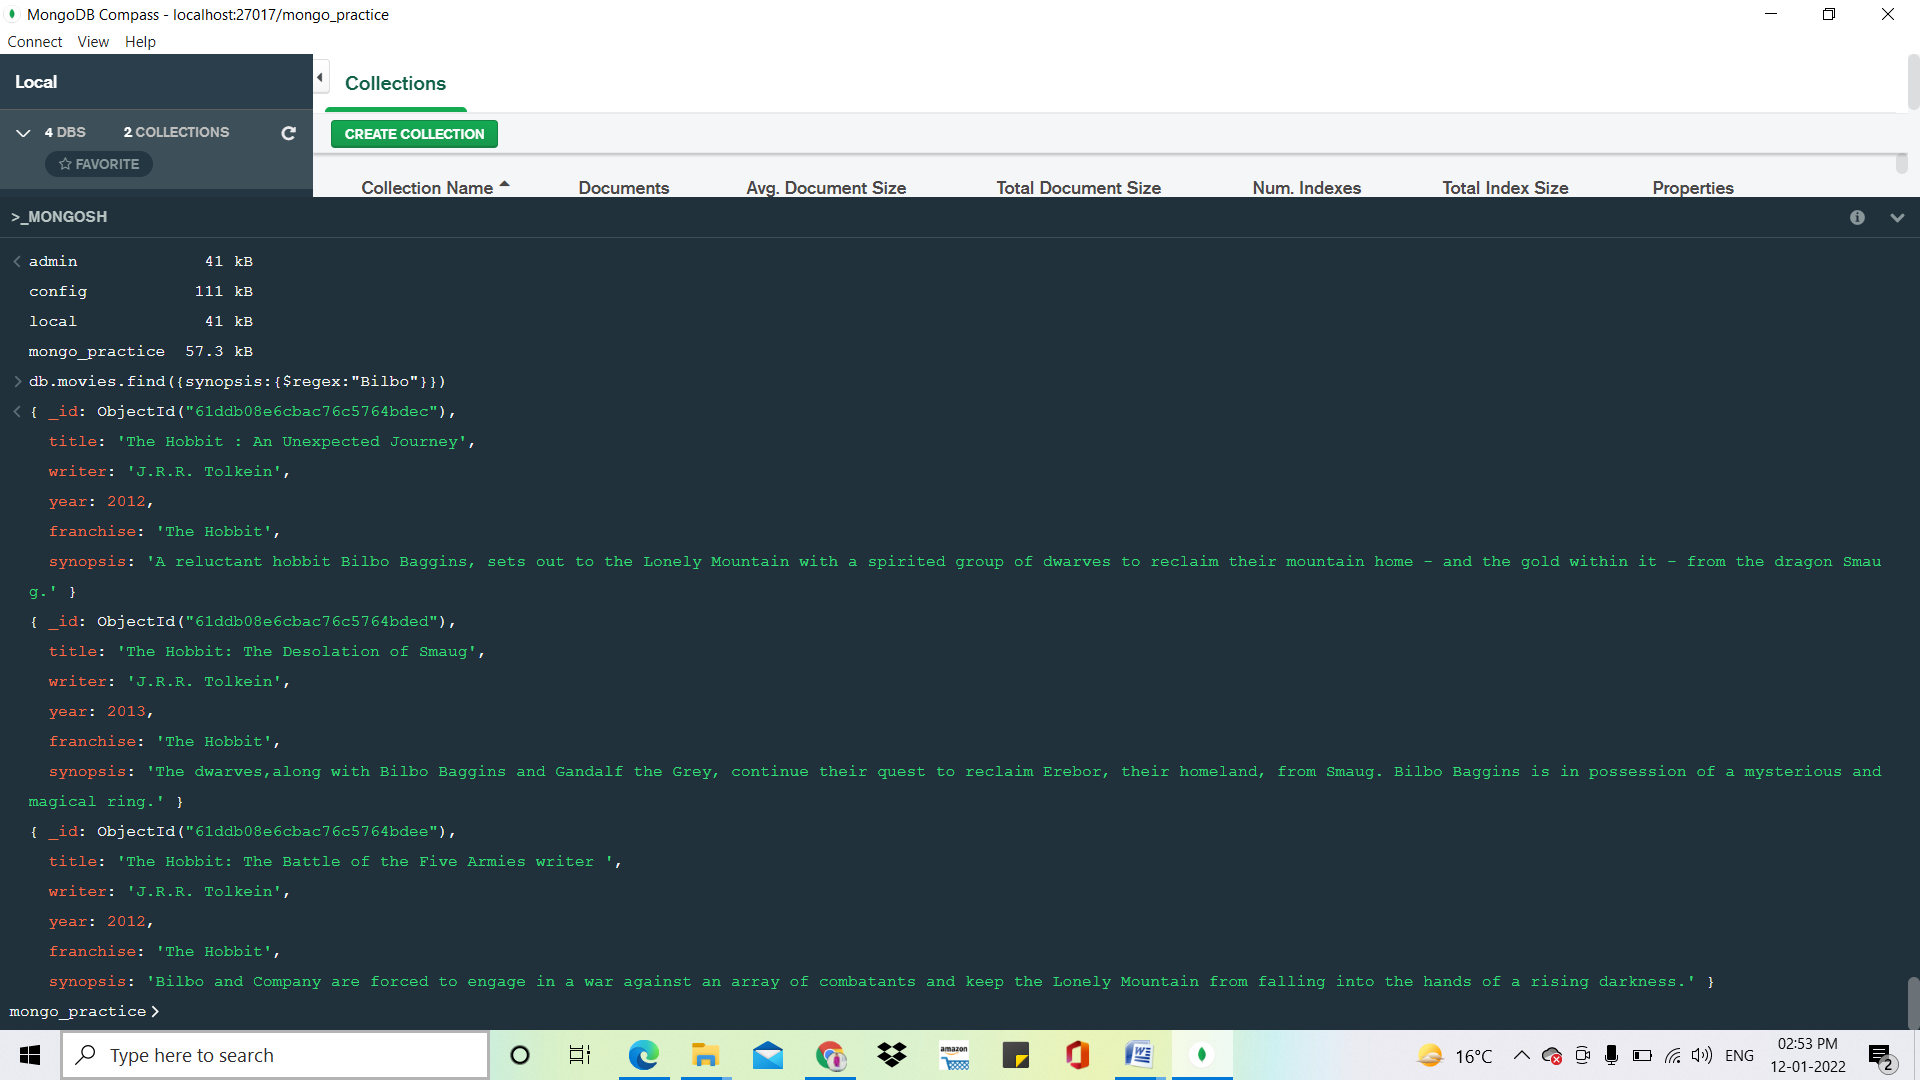 MongoDB Compass - localhost:27017/mongo_practice
Connect View Help
Local
Collections
4 DBS 2 COLLECTIONS
FAVORITE
CREATE COLLECTION
Collection Name Documents Avg. Document Size Total Document Size Num. Indexes Total Index Size Properties
>_MONGOSH
< admin 41 kB
config 111 kB
local 41 kB
mongo_practice 57.3 kB
> db.movies.find({synopsis:{$regex:"Bilbo"}})
< { _id: ObjectId("61ddb08e6cbac76c5764bdec"),
title: 'The Hobbit : An Unexpected Journey',
writer: 'J.R.R. Tolkein',
year: 2012,
franchise: 'The Hobbit',
synopsis: 'A reluctant hobbit Bilbo Baggins, sets out to the Lonely Mountain with a spirited group of dwarves to reclaim their mountain home - and the gold within it - from the dragon Smau
g.' }
{ _id: ObjectId("61ddb08e6cbac76c5764bded"),
title: 'The Hobbit: The Desolation of Smaug',
writer: 'J.R.R. Tolkein',
year: 2013,
franchise: 'The Hobbit',
synopsis: 'The dwarves,along with Bilbo Baggins and Gandalf the Grey, continue their quest to reclaim Erebor, their homeland, from Smaug. Bilbo Baggins is in possession of a mysterious and
magical ring.' }
{ _id: ObjectId("61ddb08e6cbac76c5764bdee"),
title: 'The Hobbit: The Battle of the Five Armies writer ',
writer: 'J.R.R. Tolkein',
year: 2012,
franchise: 'The Hobbit',
synopsis: 'Bilbo and Company are forced to engage in a war against an array of combatants and keep the Lonely Mountain from falling into the hands of a rising darkness.' }
mongo_practice>
Type here to search
amazon
W
16°C
ENG
02:53 PM
12-01-2022
2